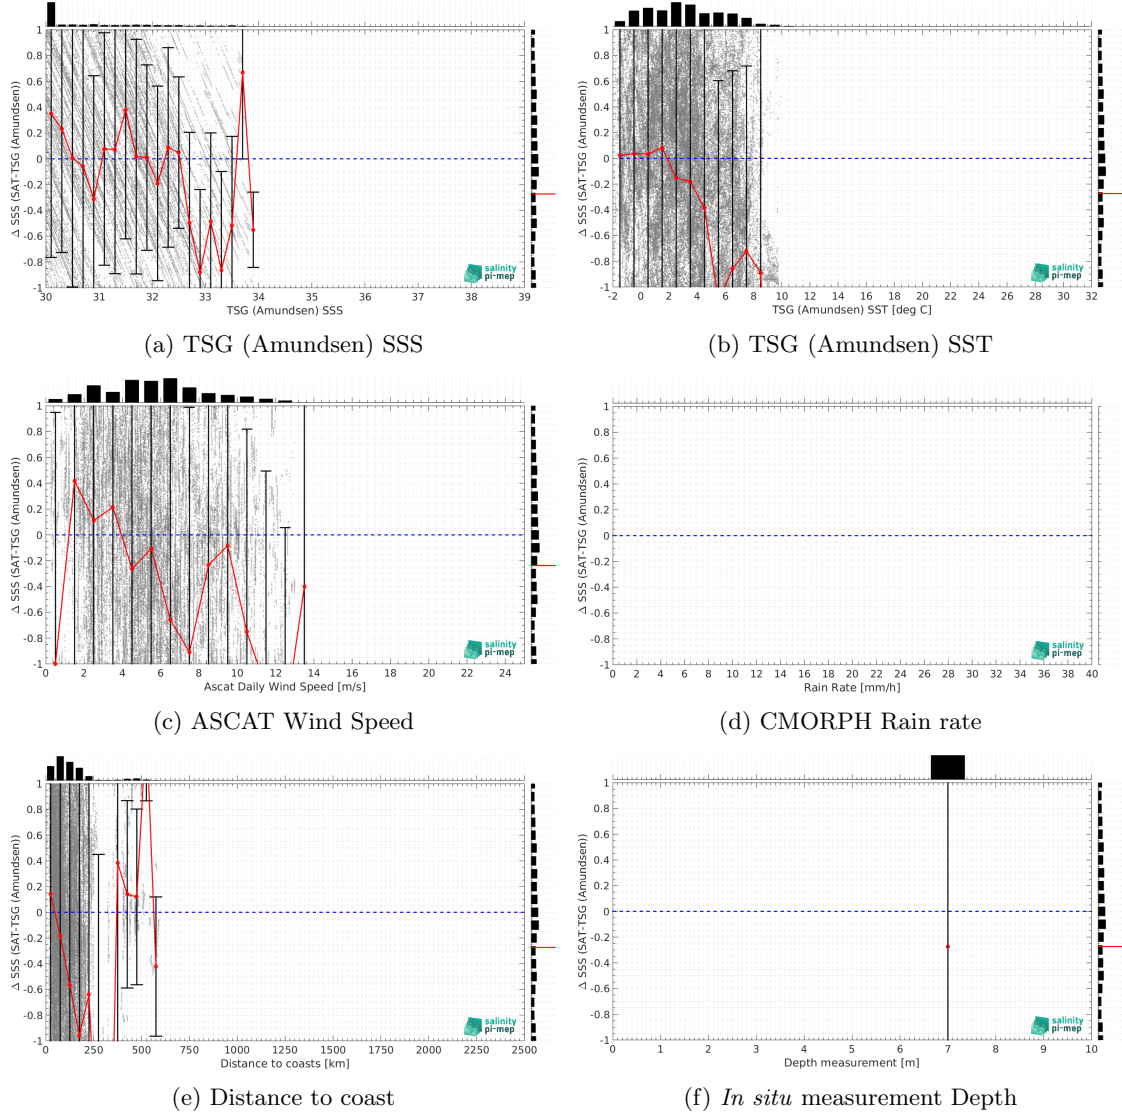 1
0.8
0.6
0.4
0.2
0
-0.2
-0.4
-0.6
-0.8
-1
Δ SSS (SAT-TSG (Amundsen))
30 31 32 33 34 35 36 37 38 39
TSG (Amundsen) SSS
salinity
pi-mep
(a) TSG (Amundsen) SSS
1
0.8
0.6
0.4
0.2
0
-0.2
-0.4
-0.6
-0.8
-1
Δ SSS (SAT-TSG (Amundsen))
-2 0 2 4 6 8 10 12 14 16 18 20 22 24 26 28 30 32
TSG (Amundsen) SST [deg C]
salinity
pi-mep
(b) TSG (Amundsen) SST
1
0.8
0.6
0.4
0.2
0
-0.2
-0.4
-0.6
-0.8
-1
Δ SSS (SAT-TSG (Amundsen))
0 2 4 6 8 10 12 14 16 18 20 22 24
Ascat Daily Wind Speed [m/s]
salinity
pi-mep
(c) ASCAT Wind Speed
1
0.8
0.6
0.4
0.2
0
-0.2
-0.4
-0.6
-0.8
-1
Δ SSS (SAT-TSG (Amundsen))
0 2 4 6 8 10 12 14 16 18 20 22 24 26 28 30 32 34 36 38 40
Rain Rate [mm/h]
salinity
pi-mep
(d) CMORPH Rain rate
1
0.8
0.6
0.4
0.2
0
-0.2
-0.4
-0.6
-0.8
-1
Δ SSS (SAT-TSG (Amundsen))
0 250 500 750 1000 1250 1500 1750 2000 2250 2500
Distance to coasts [km]
salinity
pi-mep
(e) Distance to coast
1
0.8
0.6
0.4
0.2
0
-0.2
-0.4
-0.6
-0.8
-1
Δ SSS (SAT-TSG (Amundsen))
0 1 2 3 4 5 6 7 8 9 10
Depth measurement [m]
salinity
pi-mep
(f) In situ measurement Depth